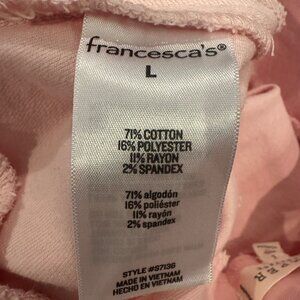 francesca's®
L
71% COTTON
16% POLYESTER
11% RAYON
2% SPANDEX
71% algodón
16% poliéster
11% rayón
2% spandex
STYLE #S7136
MADE IN VIETNAM
HECHO EN VIETNAM